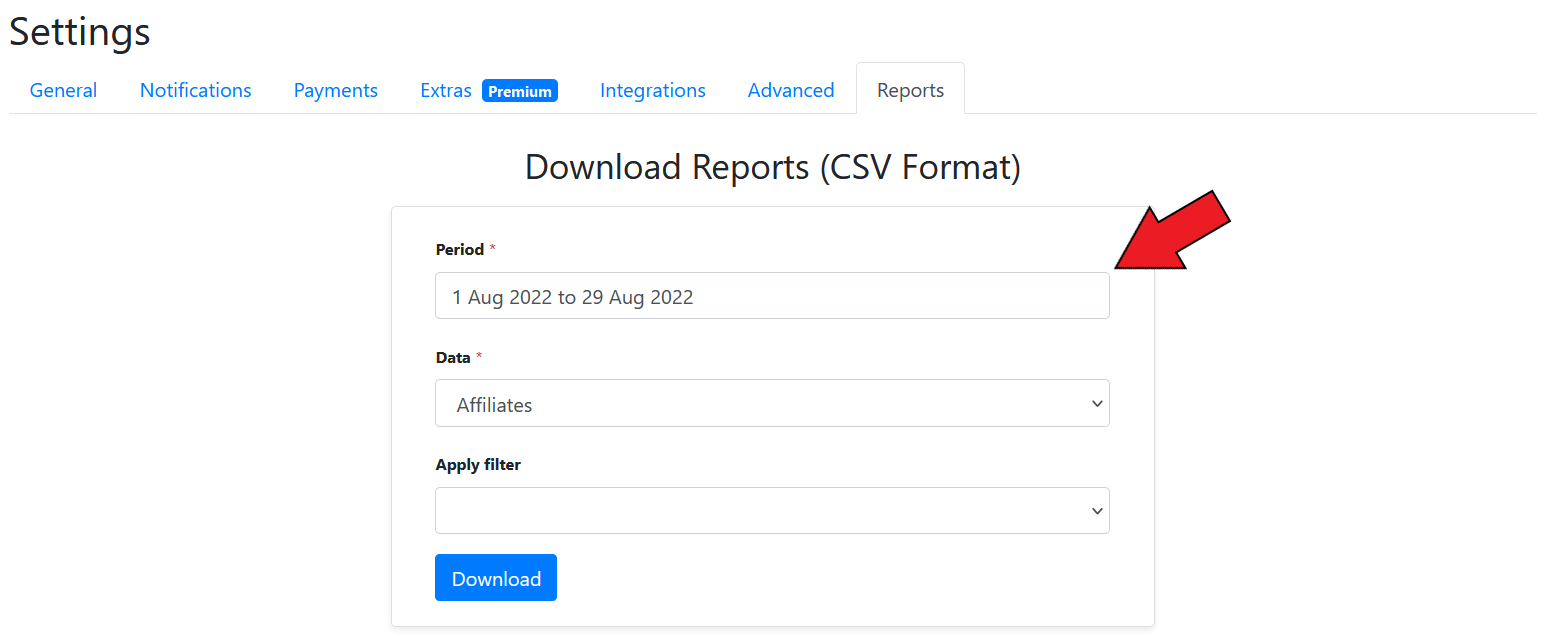 Settings
General Notifications Payments Extras Premium Integrations Advanced Reports
Download Reports (CSV Format)
Period *
1 Aug 2022 to 29 Aug 2022
Data *
Affiliates
Apply filter
Download